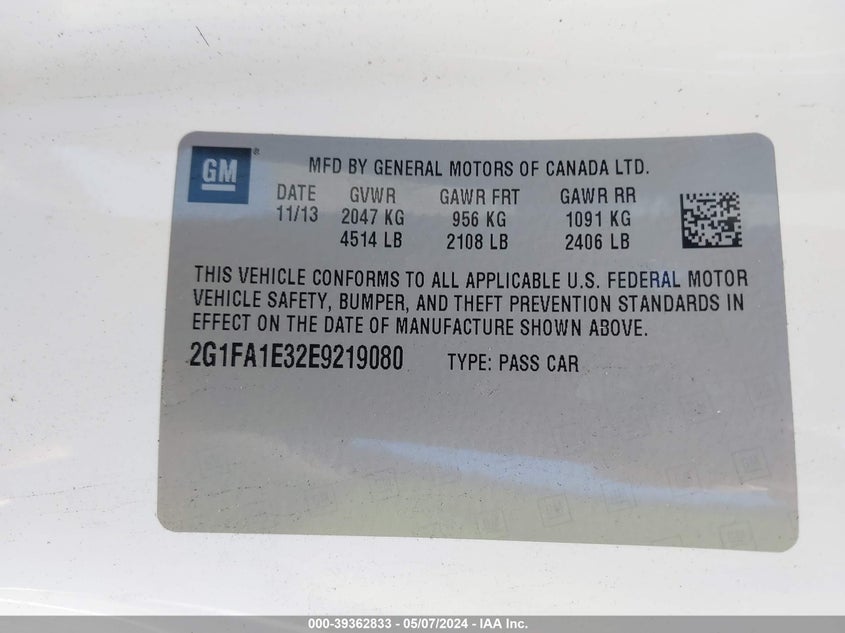 GM®
MFD BY GENERAL MOTORS OF CANADA LTD.
DATE GVWR GAWR FRT GAWR RR
11/13 2047 KG 956 KG 1091 KG
4514 LB 2108 LB 2406 LB
THIS VEHICLE CONFORMS TO ALL APPLICABLE U.S. FEDERAL MOTOR
VEHICLE SAFETY, BUMPER, AND THEFT PREVENTION STANDARDS IN
EFFECT ON THE DATE OF MANUFACTURE SHOWN ABOVE.
2G1FA1E32E9219080 TYPE: PASS CAR
000-39362833 - 05/07/2024 - IAA Inc.